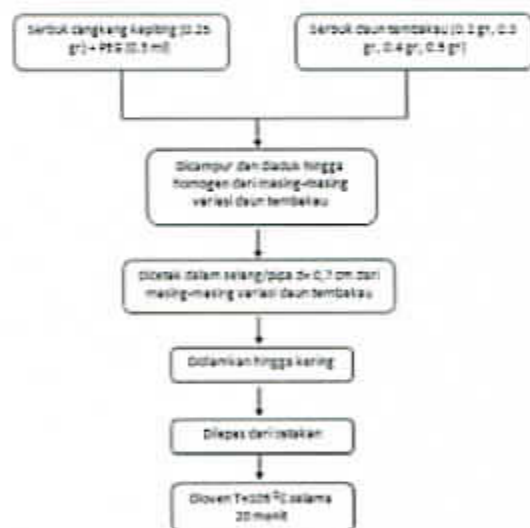 Serbuk cangkang kepiting (0.25
gr) + PEG (0.5 ml)
Serbuk daun tembakau (0.2 gr, 0.3
gr, 0.4 gr, 0.5 gr)
Dicampur dan diaduk hingga
homogen dari masing-masing
variasi daun tembakau
Dicetak dalam selang/pipa d= 0,7 cm dari
masing-masing variasi daun tembakau
Didiamkan hingga kering
Dilepas dari cetakan
Dioven T=105 ⁰C selama
20 menit